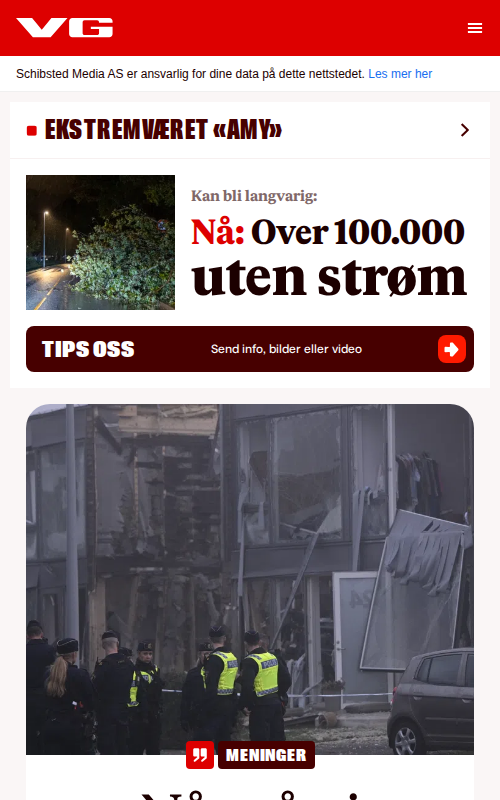 VG
Schibsted Media AS er ansvarlig for dine data på dette nettstedet. Les mer her
EKSTREMVÆRET «AMY»
Kan bli langvarig:
Nå: Over 100.000
uten strøm
TIPS OSS
Send info, bilder eller video
MENINGER